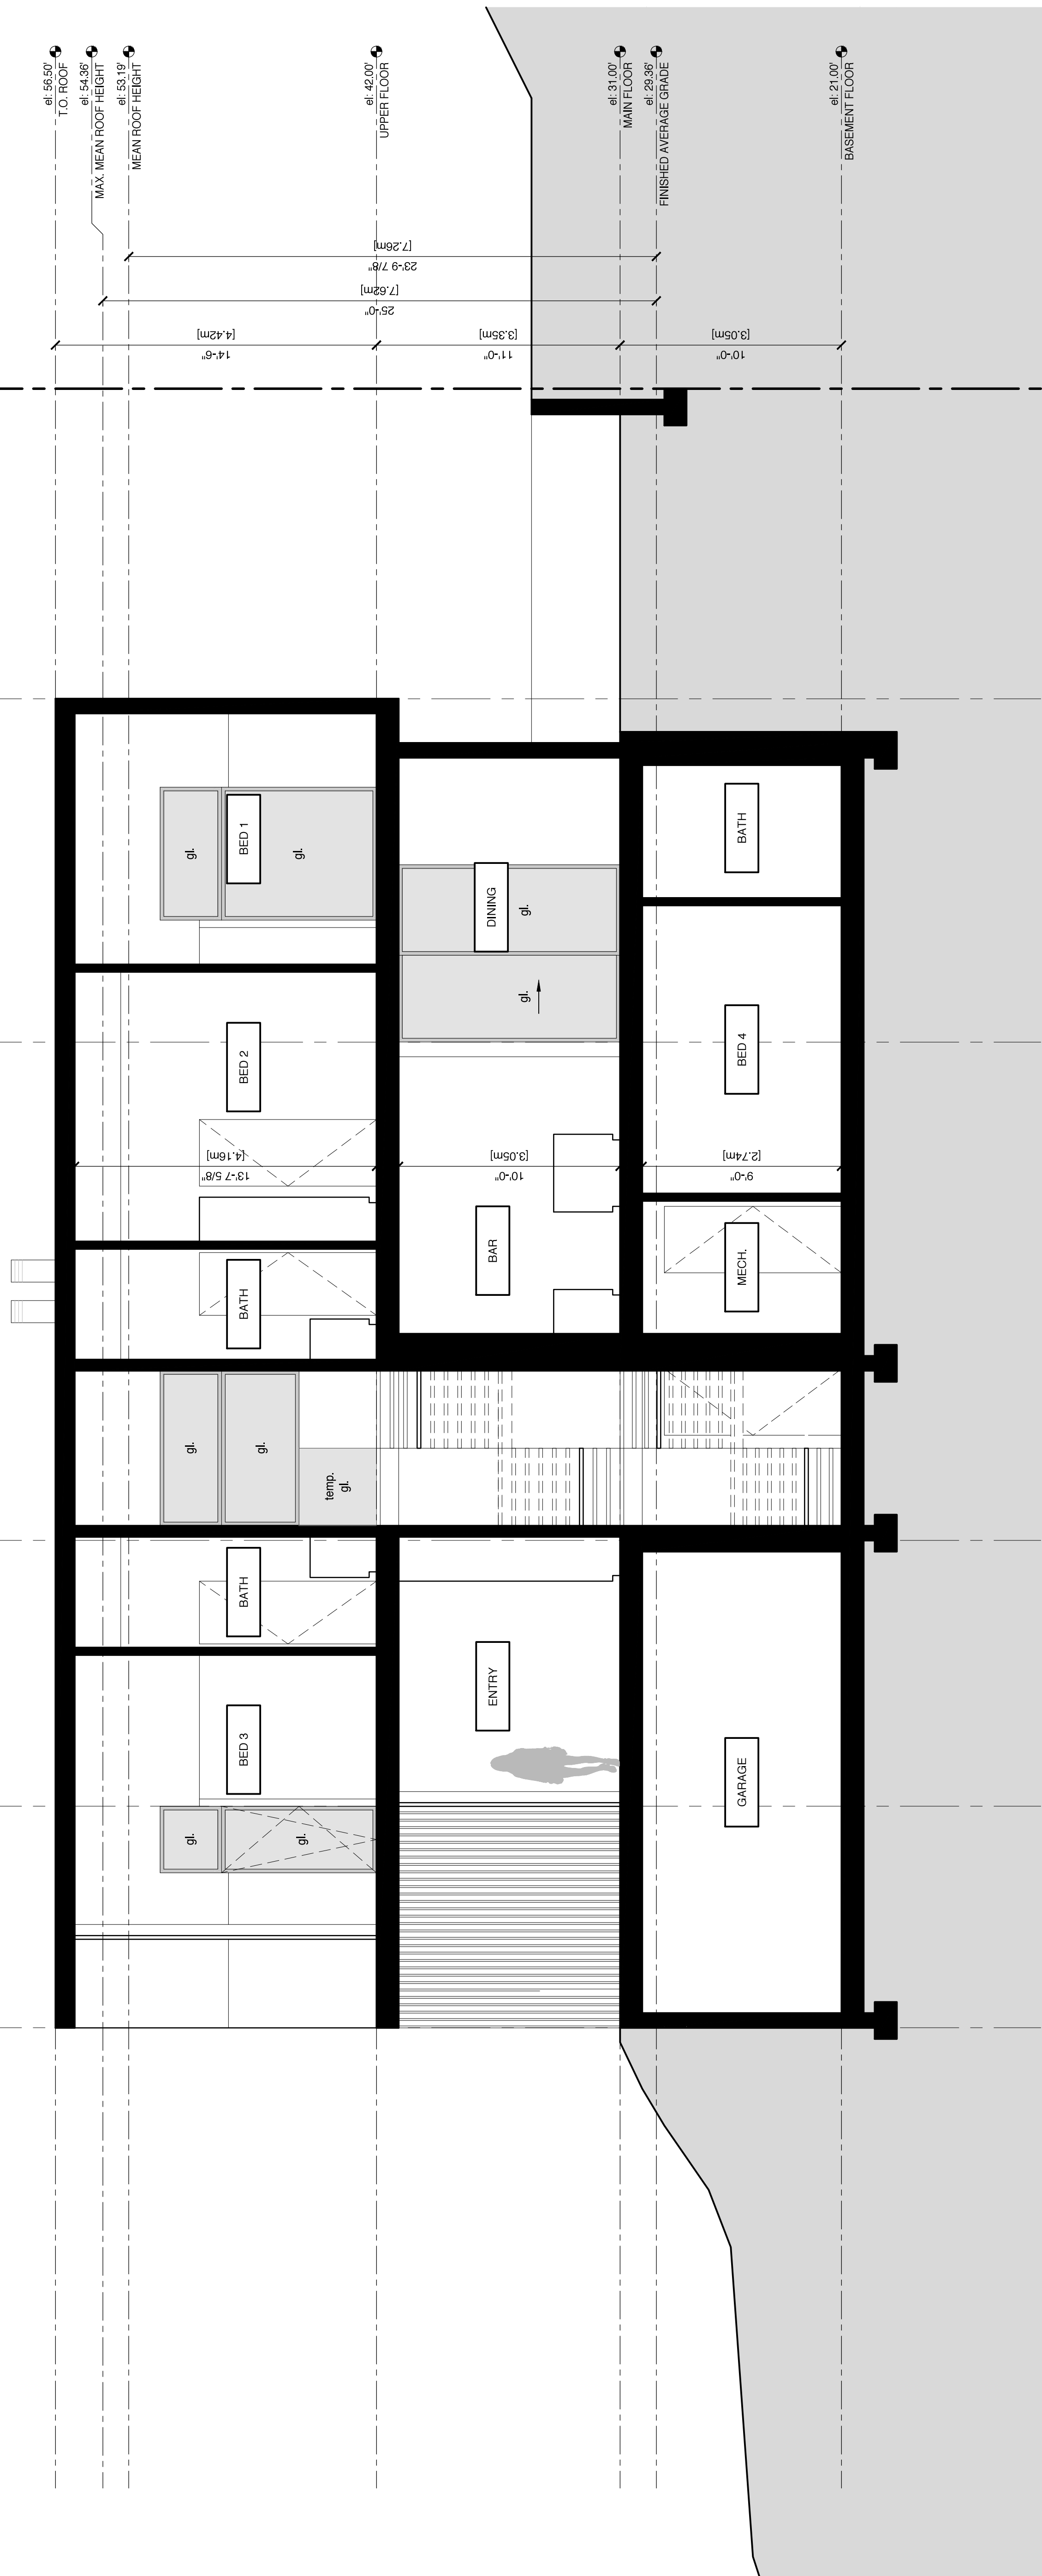 el: 56.50'
T.O. ROOF
el: 54.36'
MAX. MEAN ROOF HEIGHT
el: 53.19'
MEAN ROOF HEIGHT
el: 42.00'
UPPER FLOOR
el: 31.00'
MAIN FLOOR
el: 29.36'
FINISHED AVERAGE GRADE
el: 21.00'
BASEMENT FLOOR
23'-9 7/8"
[7.26m]
25'-0"
[7.62m]
14'-6"
[4.42m]
11'-0"
[3.35m]
10'-0"
[3.05m]
gl.
BED 1
gl.
DINING
gl.
gl.
BATH
BED 2
BED 4
13'-7 5/8"
[4.16m]
10'-0"
[3.05m]
9'-0"
[2.74m]
BATH
BAR
MECH.
gl.
gl.
temp.
gl.
BATH
BED 3
ENTRY
GARAGE
gl.
gl.